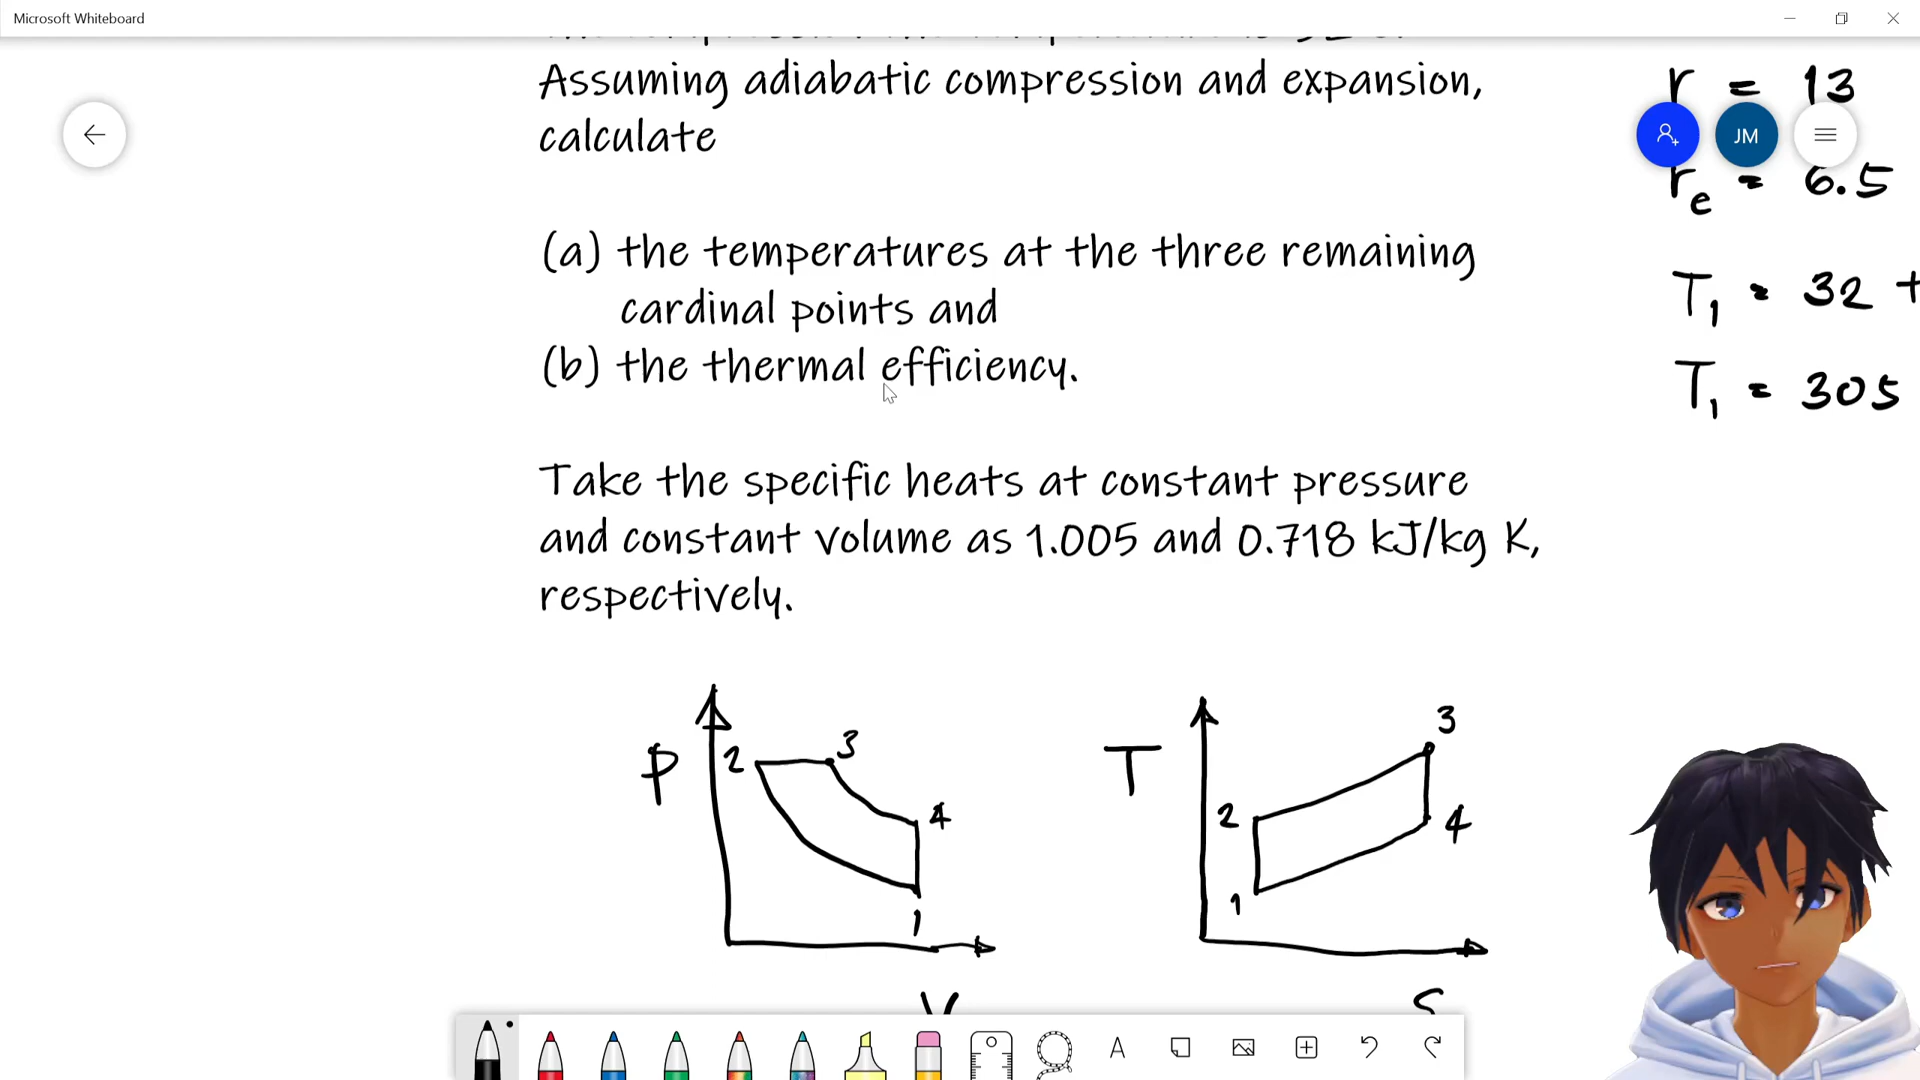 Microsoft Whiteboard
Assuming adiabatic compression and expansion,
calculate
(a) the temperatures at the three remaining
cardinal points and
(b) the thermal efficiency.
Take the specific heats at constant pressure
and constant volume as 1.005 and 0.718 kJ/kg K,
respectively.
r = 13
JM
re = 6.5
T1 = 32 +
T1 = 305
P
2
3
4
1
V
T
3
2
4
1
S
A